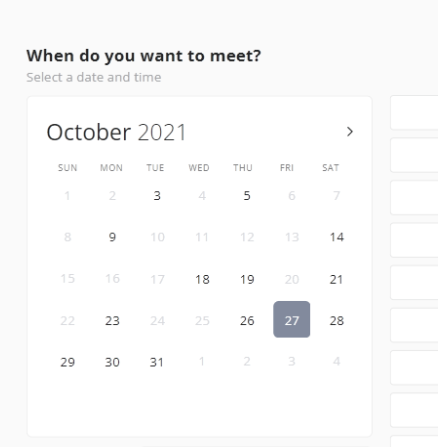 When do you want to meet?
Select a date and time
October 2021
SUN MON TUE WED THU FRI SAT
1 2 3 4 5 6 7
8 9 10 11 12 13 14
15 16 17 18 19 20 21
22 23 24 25 26 27 28
29 30 31 1 2 3 4